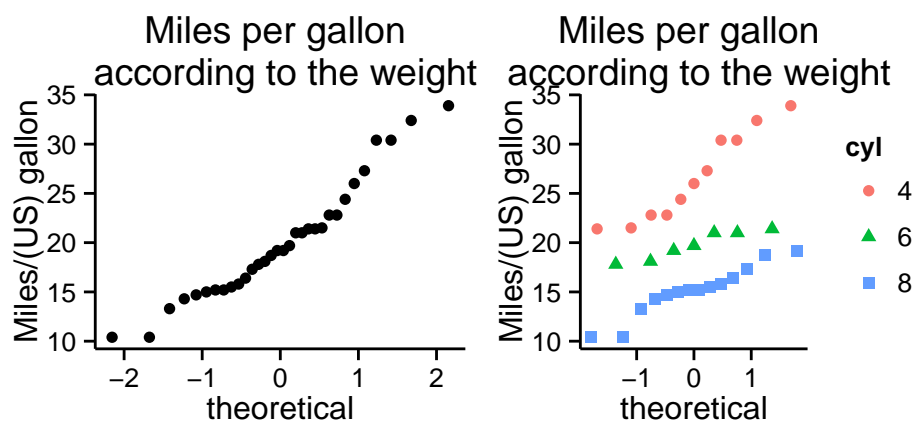 Miles per gallon
according to the weight
35
30
25
20
15
10
Miles/(US) gallon
−2 −1 0 1 2
theoretical
Miles per gallon
according to the weight
35
30
25
20
15
10
Miles/(US) gallon
−1 0 1
theoretical
cyl
4
6
8